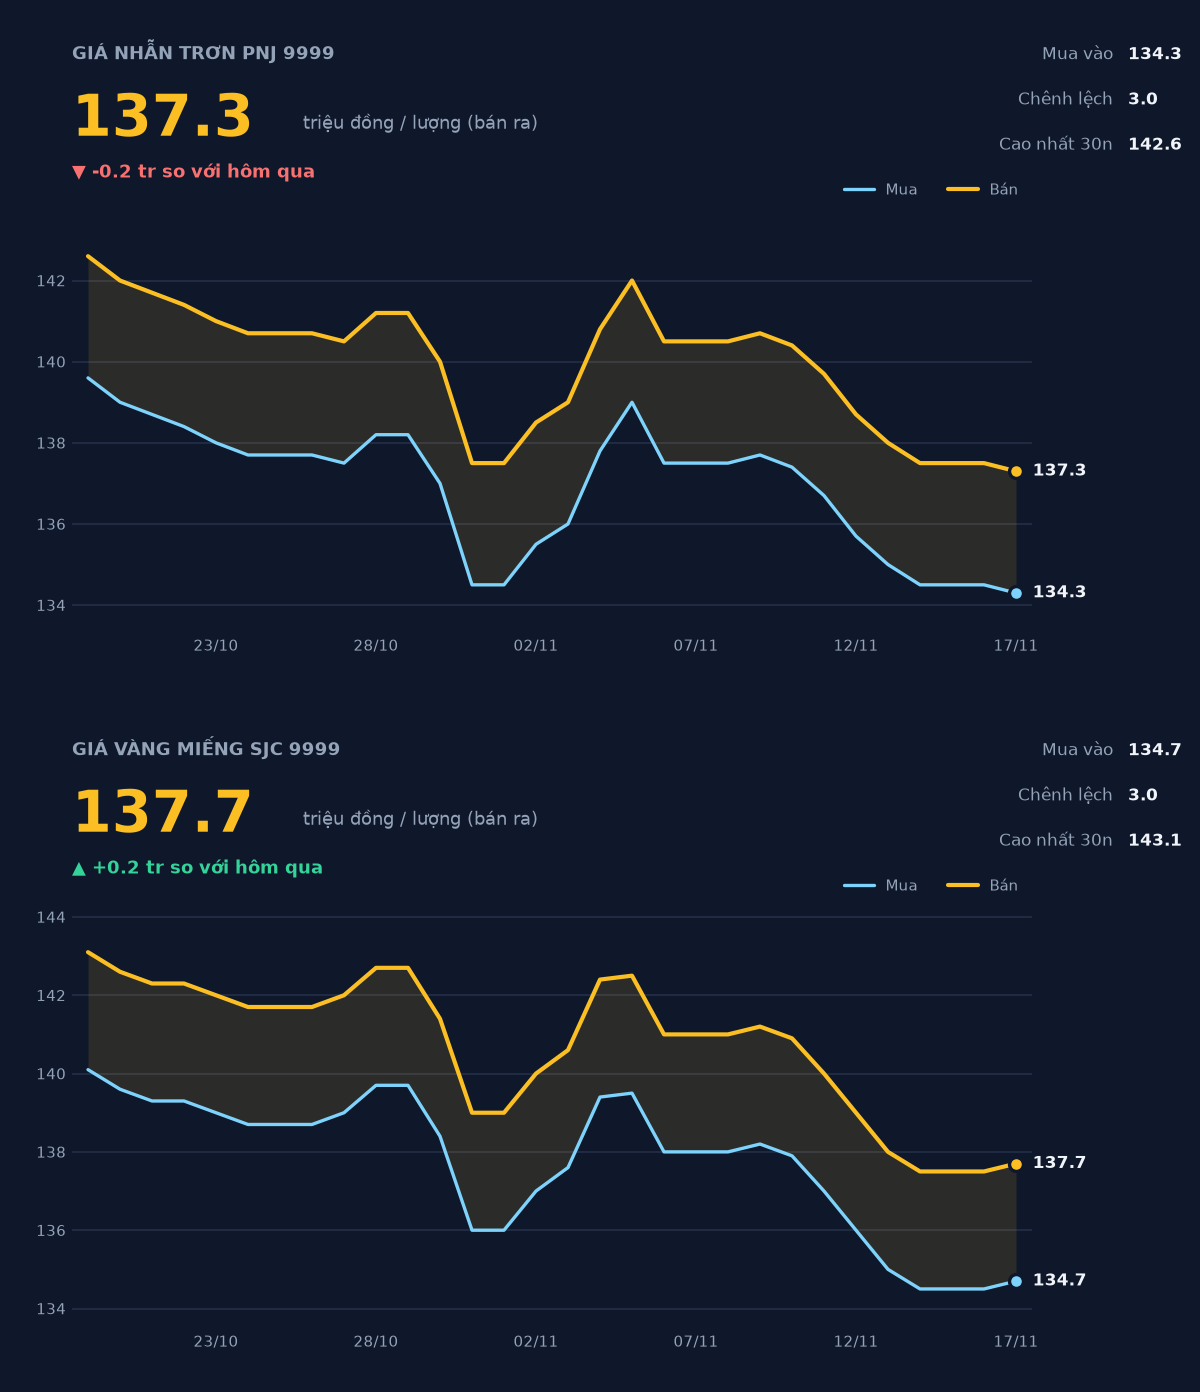 GIÁ NHẪN TRƠN PNJ 9999
137.3 triệu đồng / lượng (bán ra)
▼ -0.2 tr so với hôm qua
Mua vào 134.3
Chênh lệch 3.0
Cao nhất 30n 142.6
Mua Bán
142
140
138
136
134
137.3
134.3
23/10 28/10 02/11 07/11 12/11 17/11
GIÁ VÀNG MIẾNG SJC 9999
137.7 triệu đồng / lượng (bán ra)
▲ +0.2 tr so với hôm qua
Mua vào 134.7
Chênh lệch 3.0
Cao nhất 30n 143.1
Mua Bán
144
142
140
138
136
134
137.7
134.7
23/10 28/10 02/11 07/11 12/11 17/11